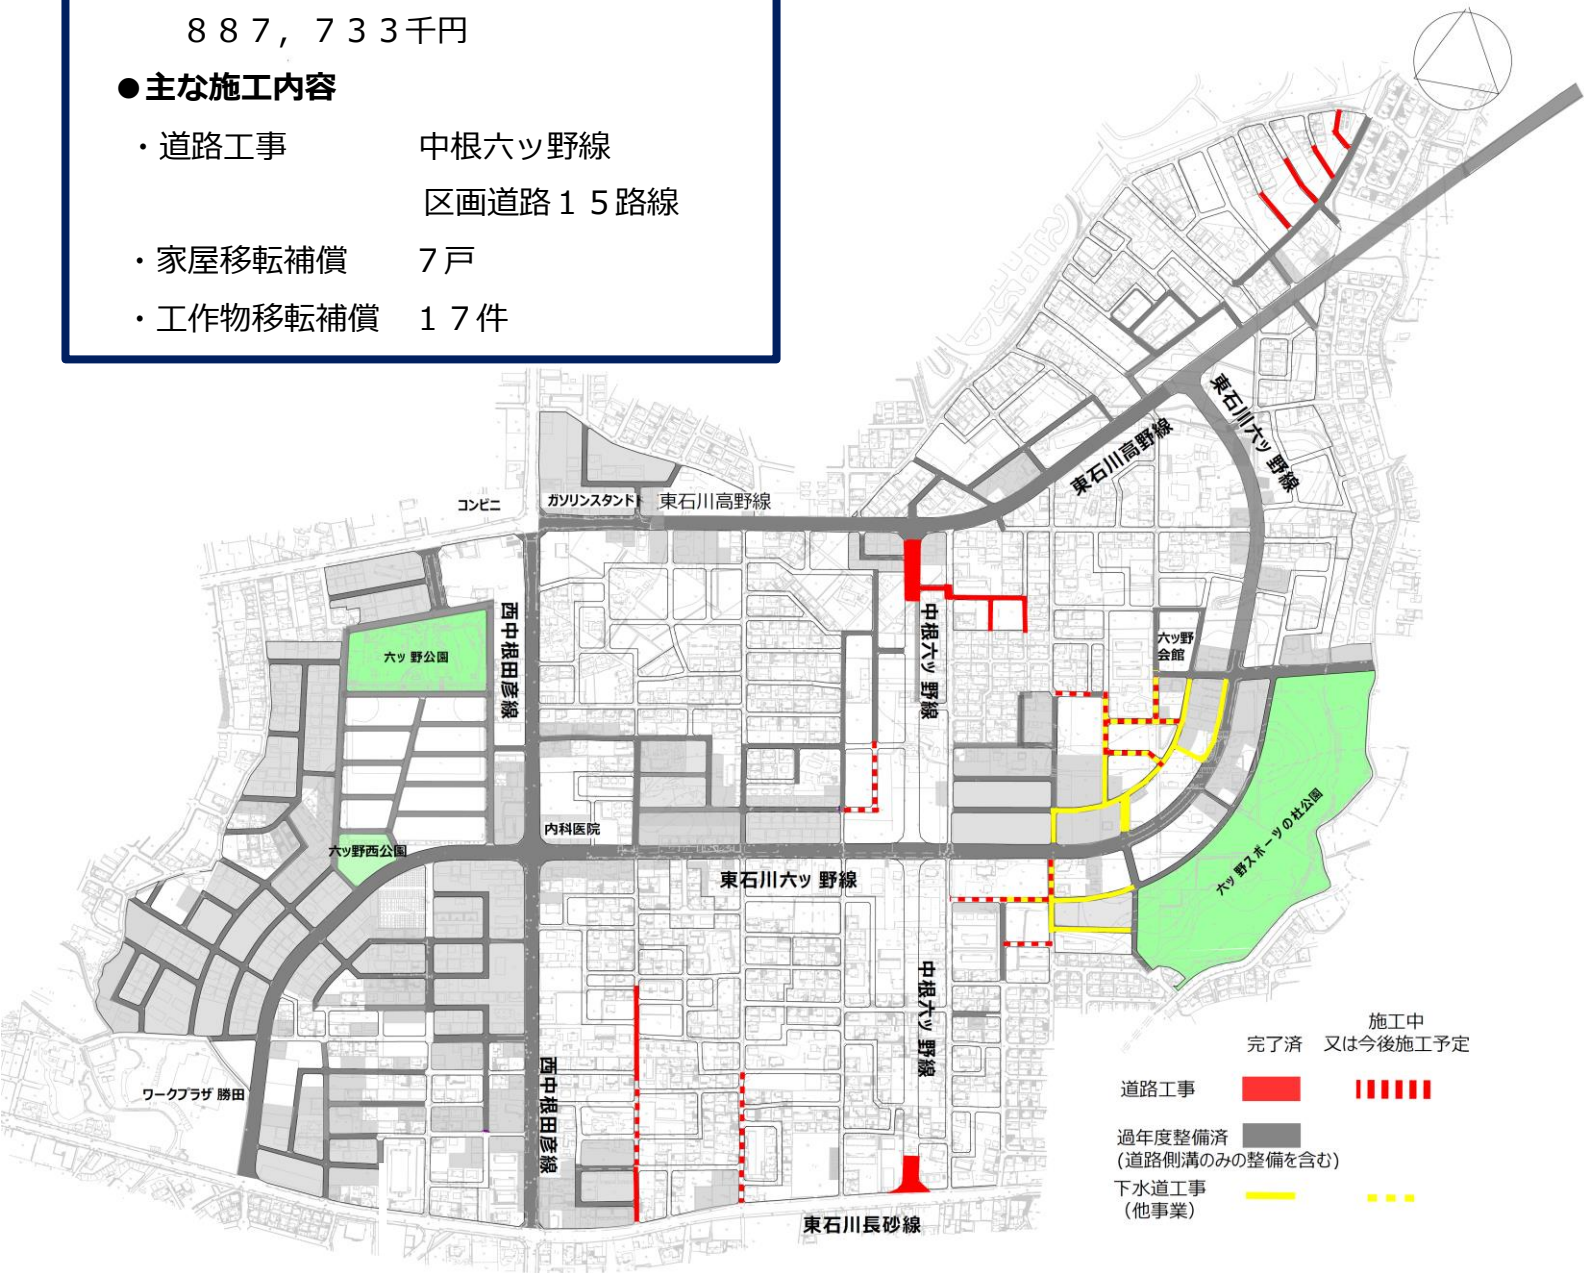 ８８７，７３３千円
●主な施工内容
・道路工事　中根六ッ野線
区画道路１５路線
・家屋移転補償　７戸
・工作物移転補償　１７件
東石川六ッ野線
東石川高野線
コンビニ
ガソリンスタンド
東石川高野線
西中根田彦線
中根六ッ野線
六ッ野会館
六ッ野公園
内科医院
六ッ野西公園
東石川六ッ野線
六ッ野スポーツの杜公園
中根六ッ野線
西中根田彦線
ワークプラザ勝田
東石川長砂線
施工中
完了済　又は今後施工予定
道路工事
過年度整備済
(道路側溝のみの整備を含む)
下水道工事
（他事業）